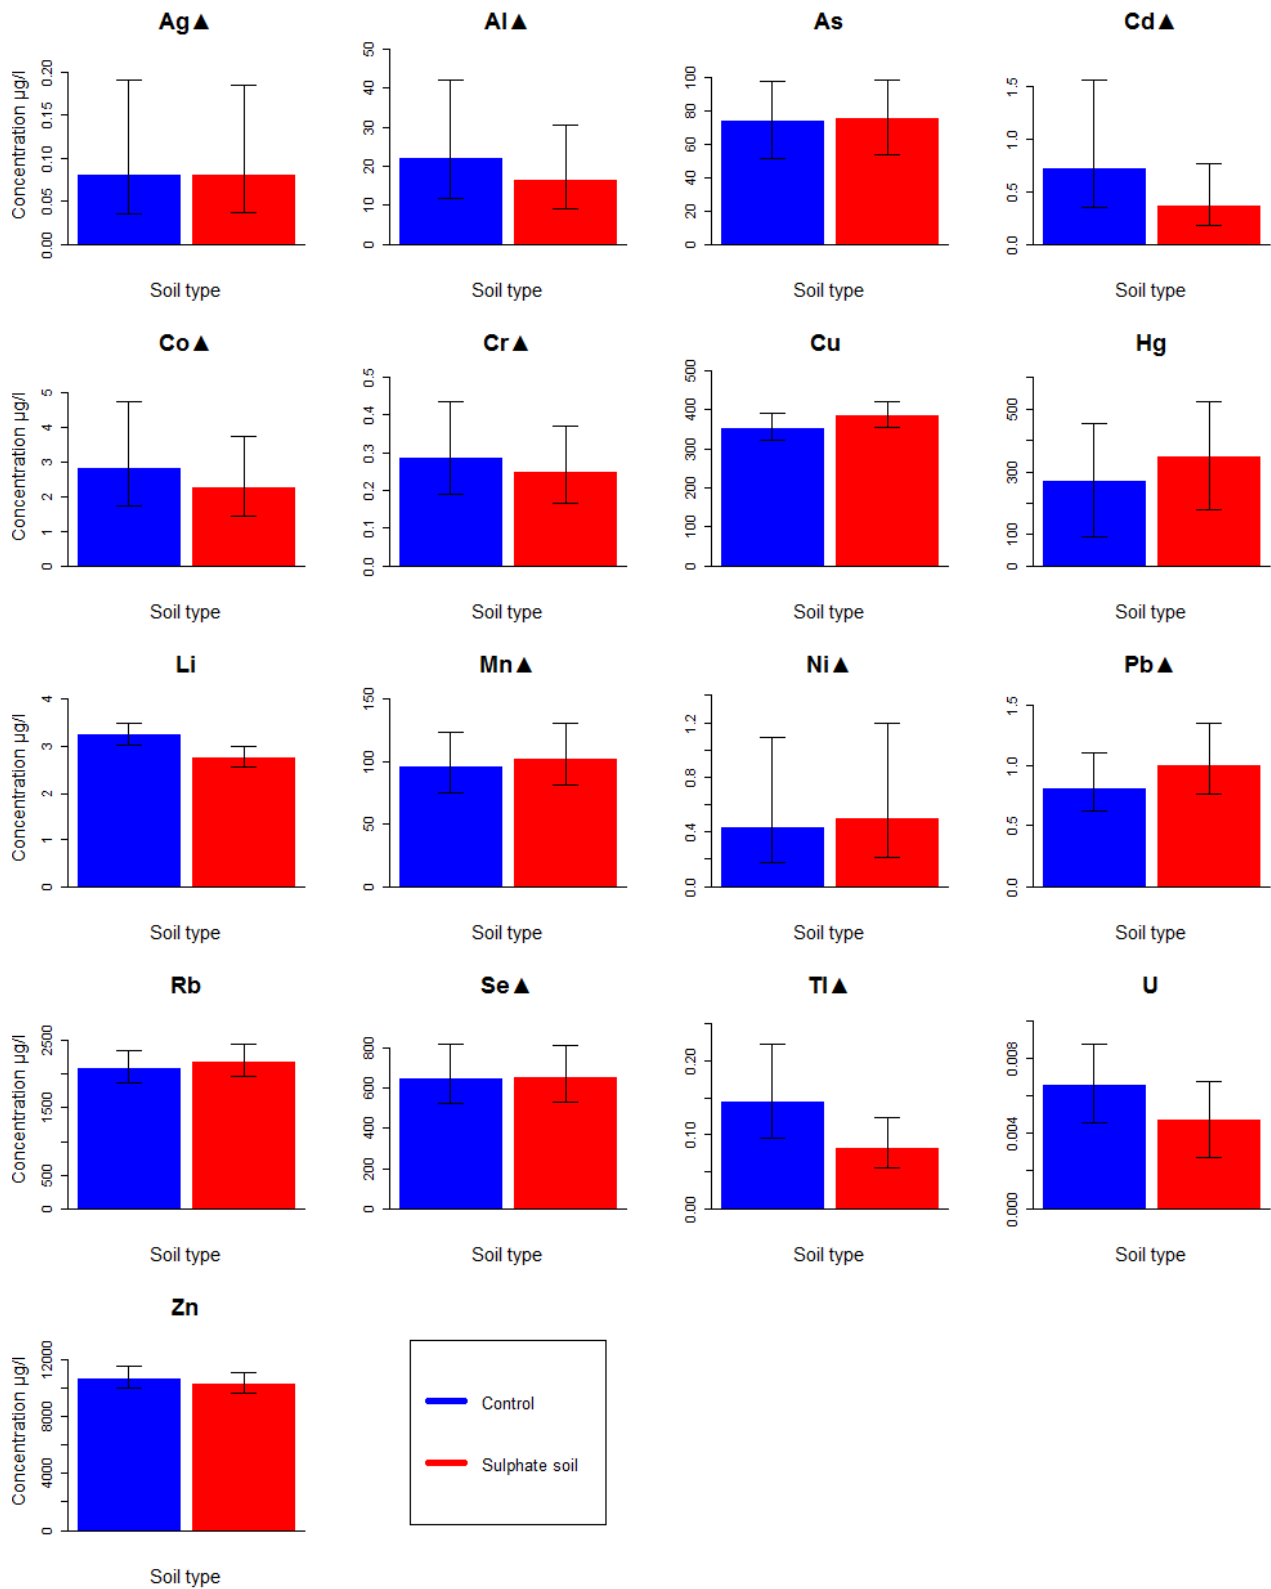 Ag▲ Al▲ As Cd▲
Concentration µg/l
0.00 0.05 0.10 0.15 0.20
0 10 20 30 40 50
0 20 40 60 80 100
0.0 0.5 1.0 1.5
Soil type Soil type Soil type Soil type
Co▲ Cr▲ Cu Hg
Concentration µg/l
0 1 2 3 4 5
0.0 0.1 0.2 0.3 0.4 0.5
0 100 200 300 400 500
0 100 300 500
Soil type Soil type Soil type Soil type
Li Mn▲ Ni▲ Pb▲
Concentration µg/l
0 1 2 3 4
0 50 100 150
0.0 0.4 0.8 1.2
0.0 0.5 1.0 1.5
Soil type Soil type Soil type Soil type
Rb Se▲ Tl▲ U
Concentration µg/l
0 500 1500 2500
0 200 400 600 800
0.00 0.10 0.20
0.000 0.004 0.008
Soil type Soil type Soil type Soil type
Zn
Concentration µg/l
0 4000 8000 12000
Soil type
Control
Sulphate soil